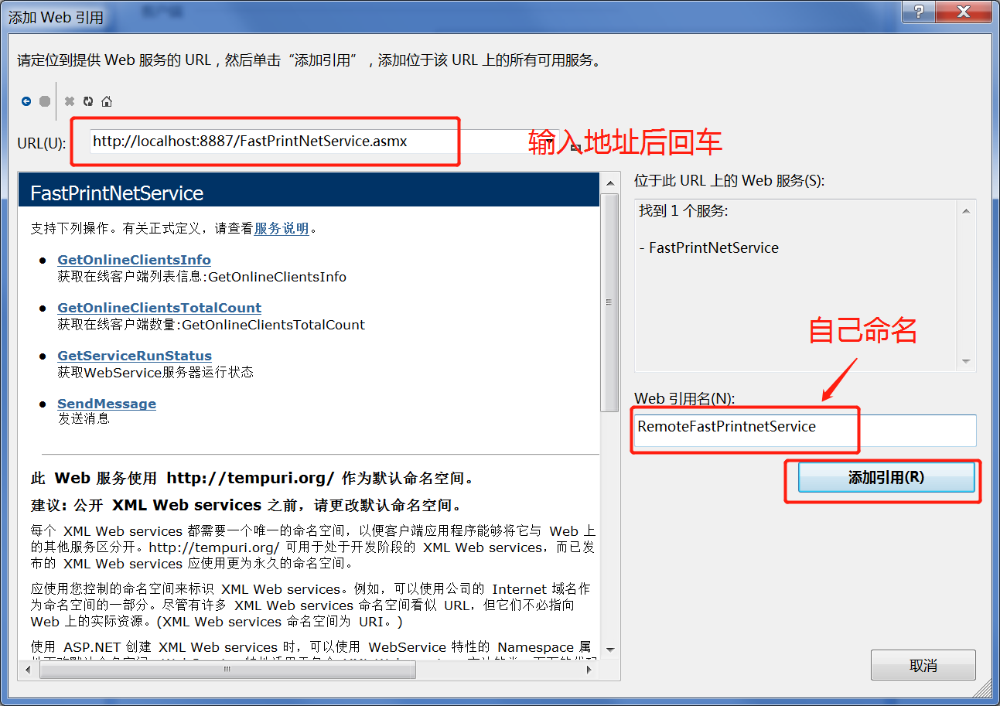 添加 Web 引用
请定位到提供 Web 服务的 URL，然后单击“添加引用”，添加位于该 URL 上的所有可用服务。
URL(U):
http://localhost:8887/FastPrintNetService.asmx
输入地址后回车
FastPrintNetService
支持下列操作。有关正式定义，请查看服务说明。
GetOnlineClientsInfo
获取在线客户端列表信息:GetOnlineClientsInfo
GetOnlineClientsTotalCount
获取在线客户端数量:GetOnlineClientsTotalCount
GetServiceRunStatus
获取WebService服务器运行状态
SendMessage
发送消息
此 Web 服务使用 http://tempuri.org/ 作为默认命名空间。
建议: 公开 XML Web services 之前，请更改默认命名空间。
每个 XML Web services 都需要一个唯一的命名空间，以便客户端应用程序能够将它与 Web 上
的其他服务区分开。http://tempuri.org/ 可用于处于开发阶段的 XML Web services，而已发
布的 XML Web services 应使用更为永久的命名空间。
应使用您控制的命名空间来标识 XML Web services。例如，可以使用公司的 Internet 域名作
为命名空间的一部分。尽管有许多 XML Web services 命名空间看似 URL，但它们不必指向
Web 上的实际资源。(XML Web services 命名空间为 URI。)
使用 ASP.NET 创建 XML Web services 时，可以使用 WebService 特性的 Namespace 属
位于此 URL 上的 Web 服务(S):
找到 1 个服务:
- FastPrintNetService
自己命名
Web 引用名(N):
RemoteFastPrintnetService
添加引用(R)
取消